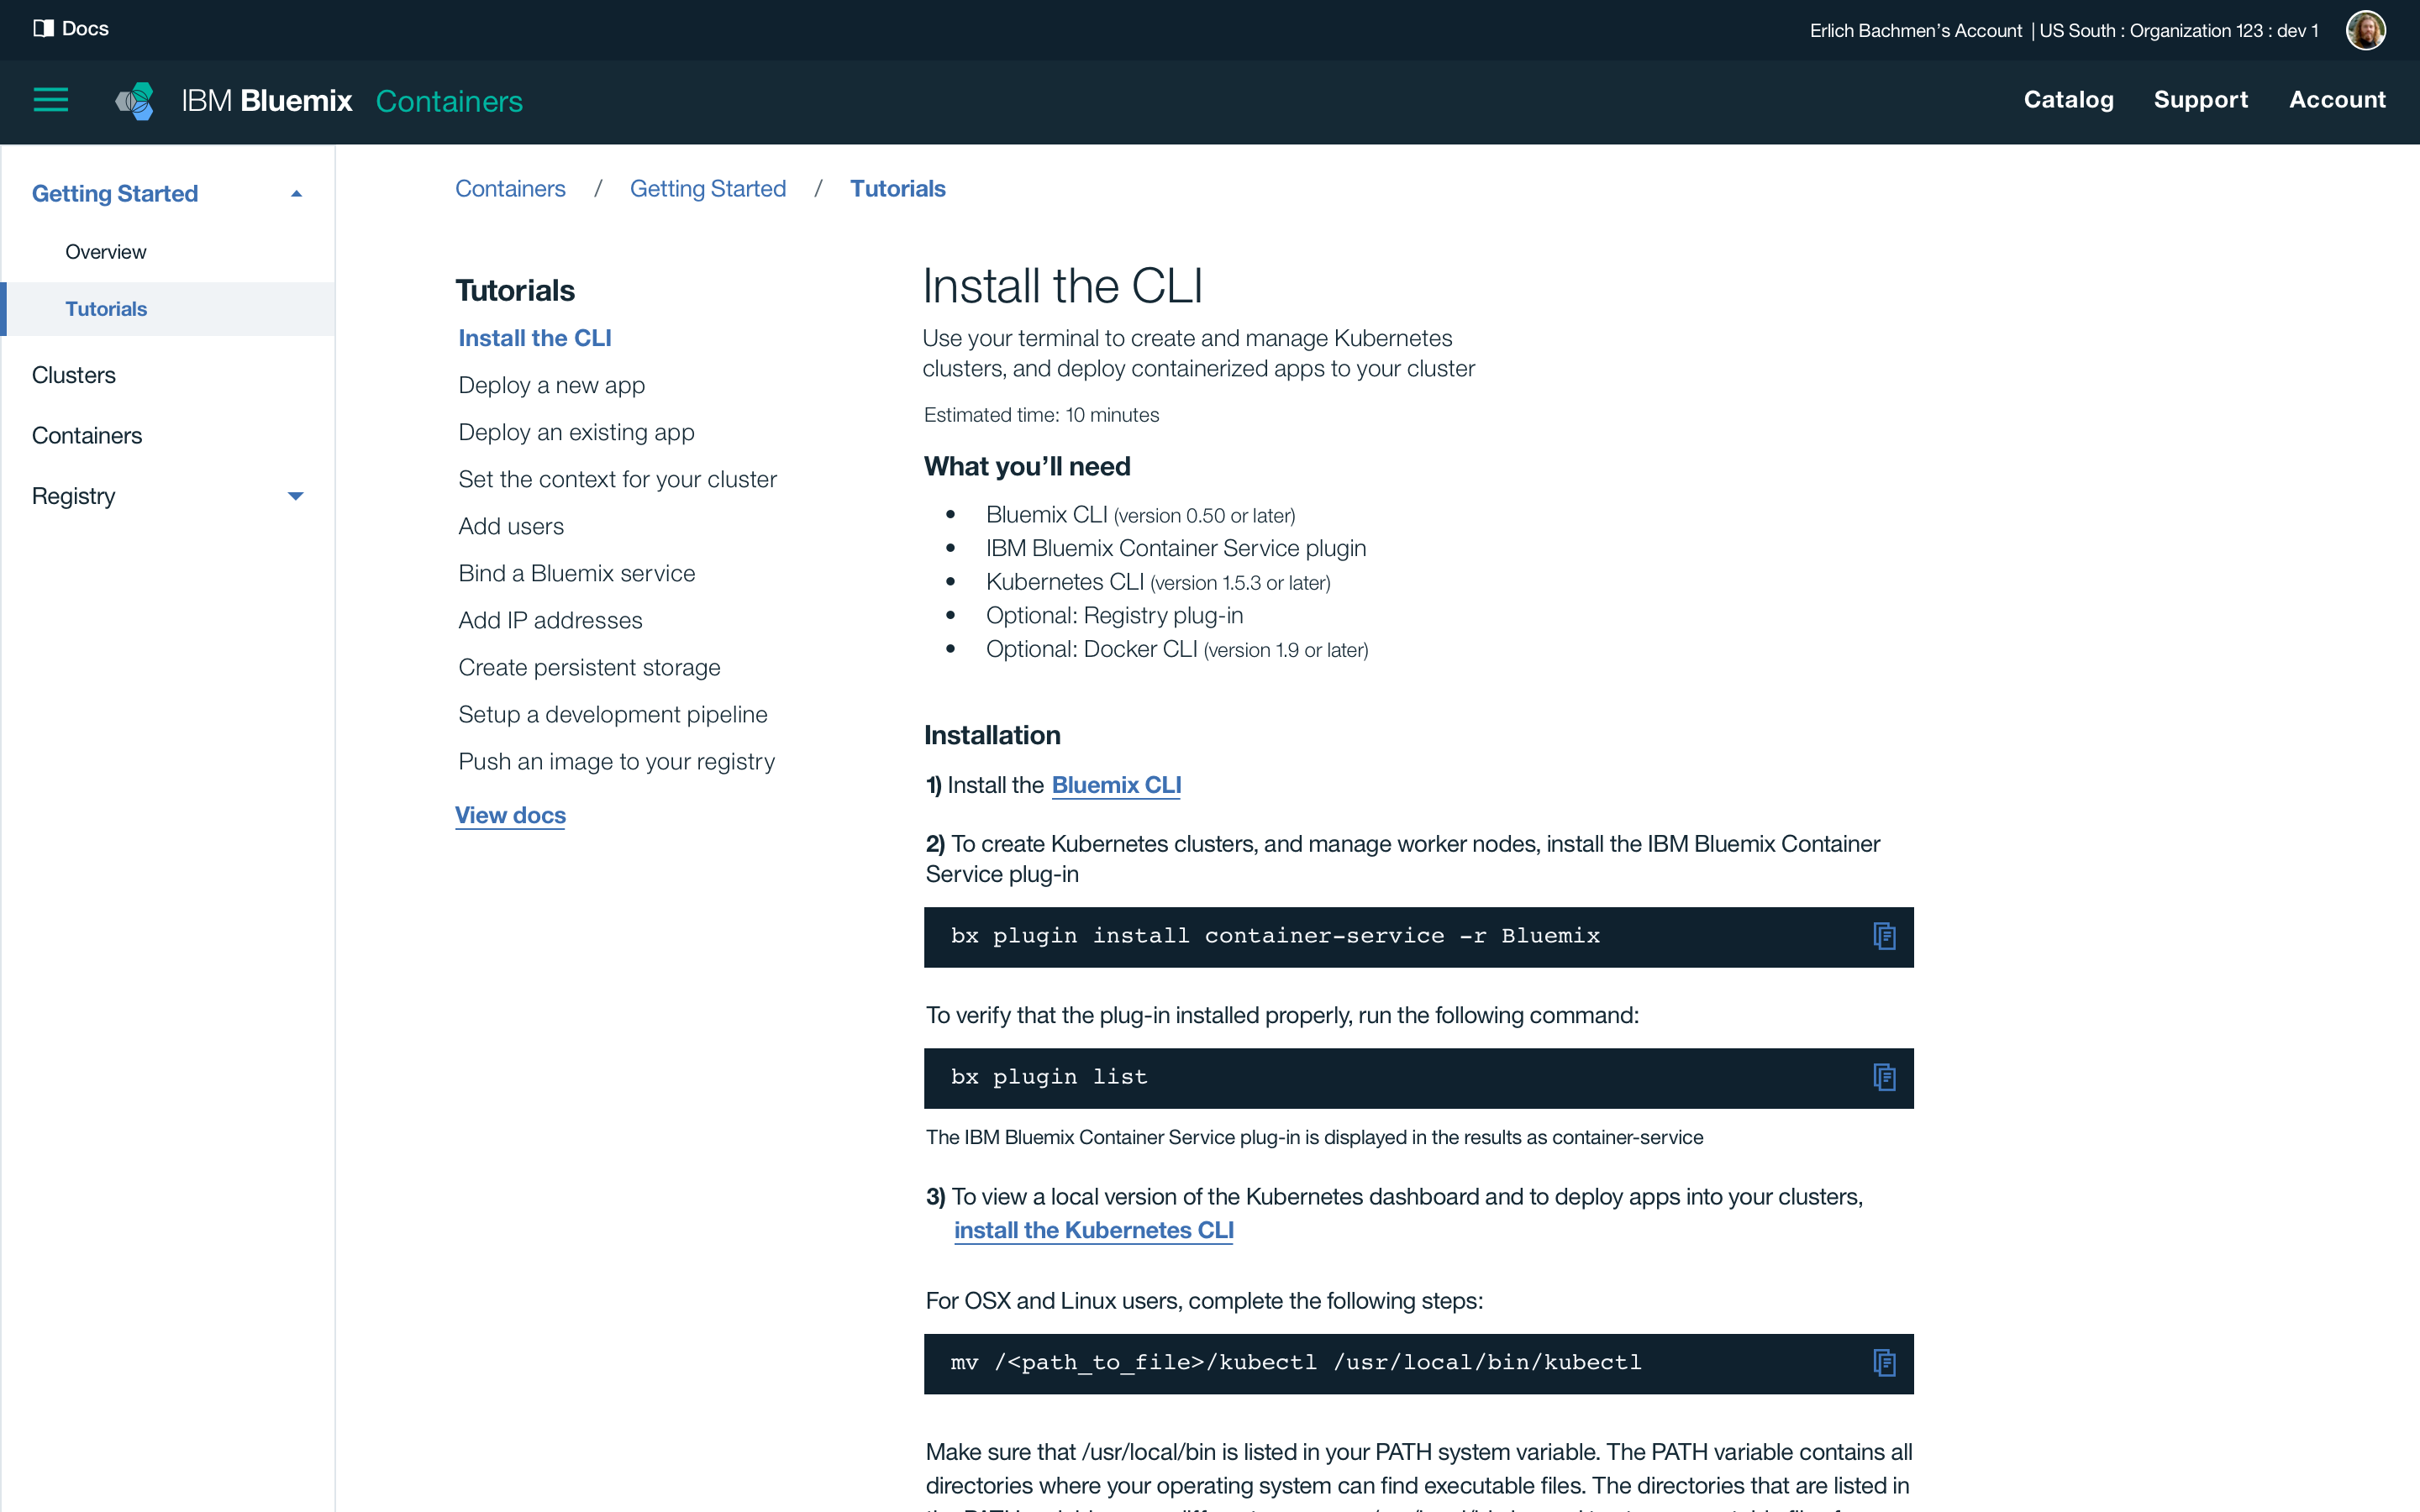 Docs
Erlich Bachmen's Account | US South : Organization 123 : dev 1
IBM Bluemix Containers
Catalog Support Account
Getting Started
Overview
Tutorials
Clusters
Containers
Registry
Containers / Getting Started / Tutorials
Tutorials
Install the CLI
Deploy a new app
Deploy an existing app
Set the context for your cluster
Add users
Bind a Bluemix service
Add IP addresses
Create persistent storage
Setup a development pipeline
Push an image to your registry
View docs
Install the CLI
Use your terminal to create and manage Kubernetes
clusters, and deploy containerized apps to your cluster
Estimated time: 10 minutes
What you’ll need
• Bluemix CLI (version 0.50 or later)
• IBM Bluemix Container Service plugin
• Kubernetes CLI (version 1.5.3 or later)
• Optional: Registry plug-in
• Optional: Docker CLI (version 1.9 or later)
Installation
1) Install the Bluemix CLI
2) To create Kubernetes clusters, and manage worker nodes, install the IBM Bluemix Container
Service plug-in
bx plugin install container-service -r Bluemix
To verify that the plug-in installed properly, run the following command:
bx plugin list
The IBM Bluemix Container Service plug-in is displayed in the results as container-service
3) To view a local version of the Kubernetes dashboard and to deploy apps into your clusters,
install the Kubernetes CLI
For OSX and Linux users, complete the following steps:
mv /<path_to_file>/kubectl /usr/local/bin/kubectl
Make sure that /usr/local/bin is listed in your PATH system variable. The PATH variable contains all
directories where your operating system can find executable files. The directories that are listed in